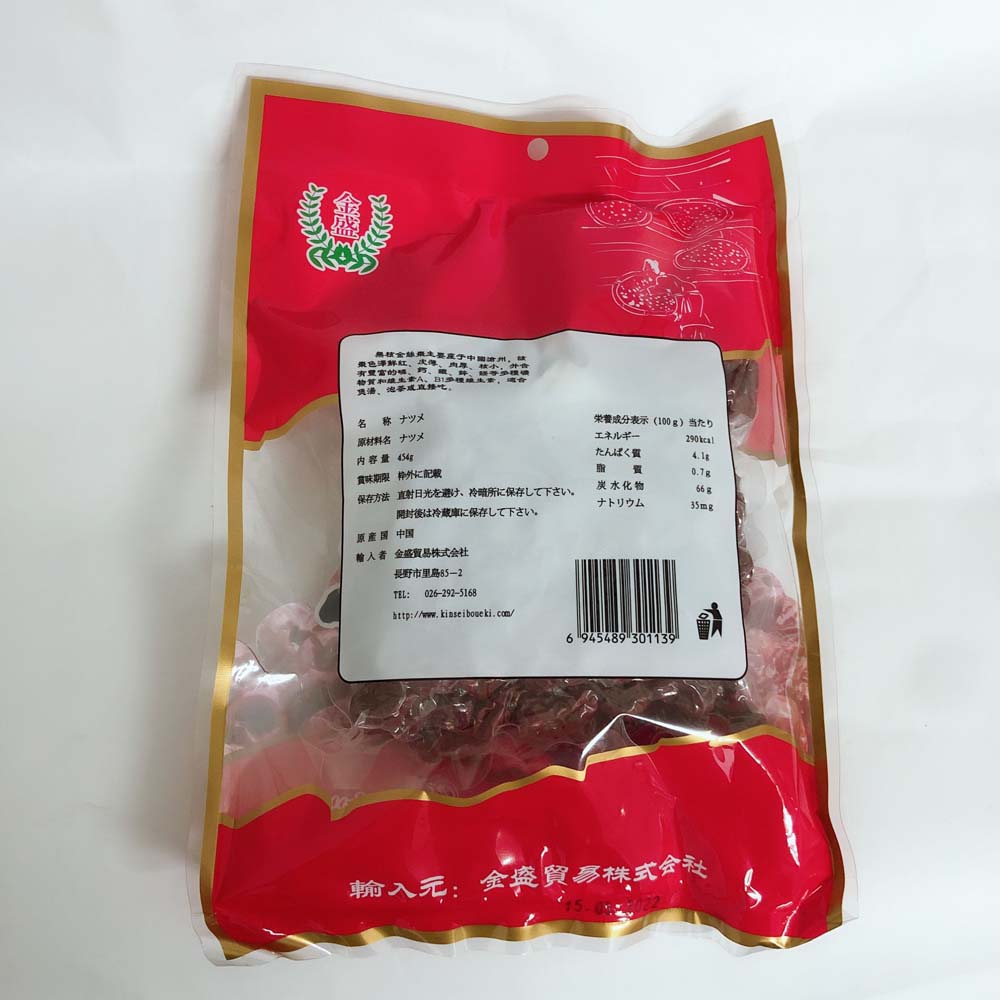 金盛
無核金絲棗主要産于中國滄州，該
棗色澤鮮紅、皮薄、肉厚、核小，并含
有豐富的磷、鈣、鐵、鋅、鎂等多種礦
物質和維生素A、B1多種維生素，適合
煲湯、泡茶或直接吃。
名　称　ナツメ
原材料名　ナツメ
内容量　454g
賞味期限　枠外に記載
保存方法　直射日光を避け、冷暗所に保存して下さい。
開封後は冷蔵庫に保存して下さい。
原産国　中国
輸入者　金盛貿易株式会社
長野市里島85－2
TEL:　026-292-5168
http://www.kinseiboueki.com/
栄養成分表示（100g）当たり
エネルギー　290kcal
たんぱく質　4.1g
脂　質　0.7g
炭水化物　66g
ナトリウム　35mg
6 945489 301139
輸入元：金盛貿易株式会社